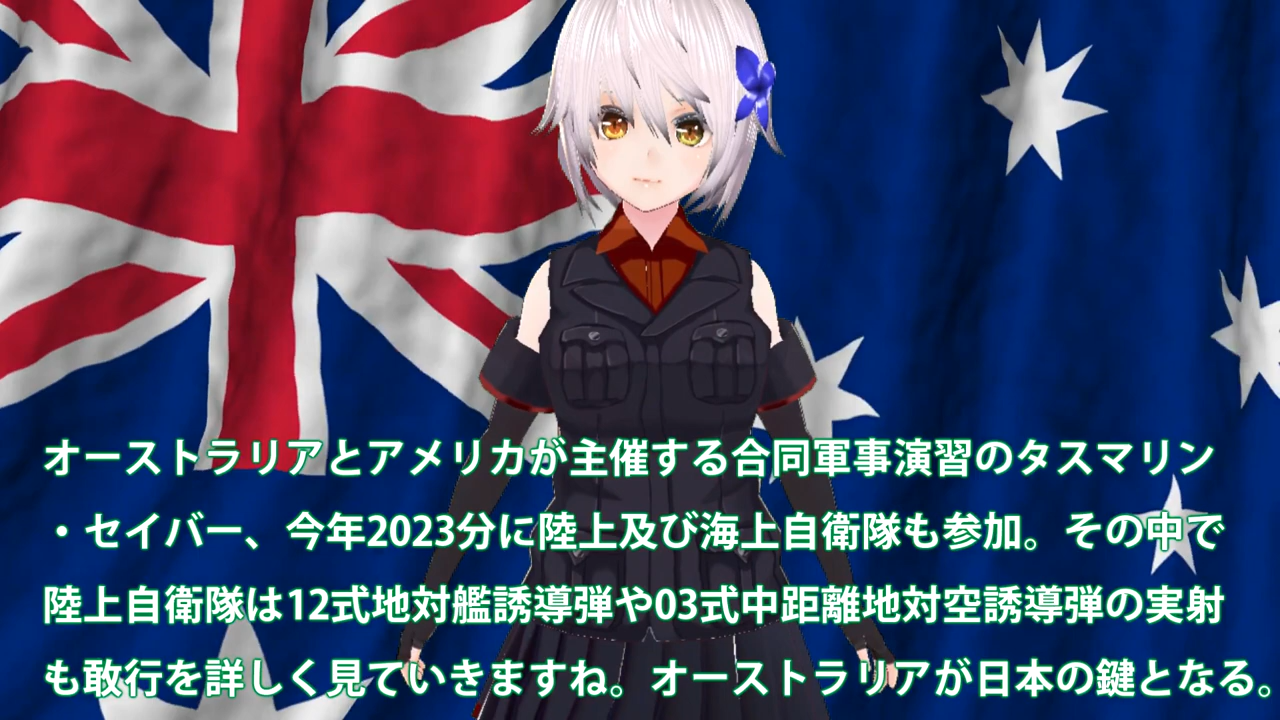 オーストラリアとアメリカが主催する合同軍事演習のタスマリン
・セイバー、今年2023分に陸上及び海上自衛隊も参加。その中で
陸上自衛隊は12式地対艦誘導弾や03式中距離地対空誘導弾の実射
も敢行を詳しく見ていきますね。オーストラリアが日本の鍵となる。